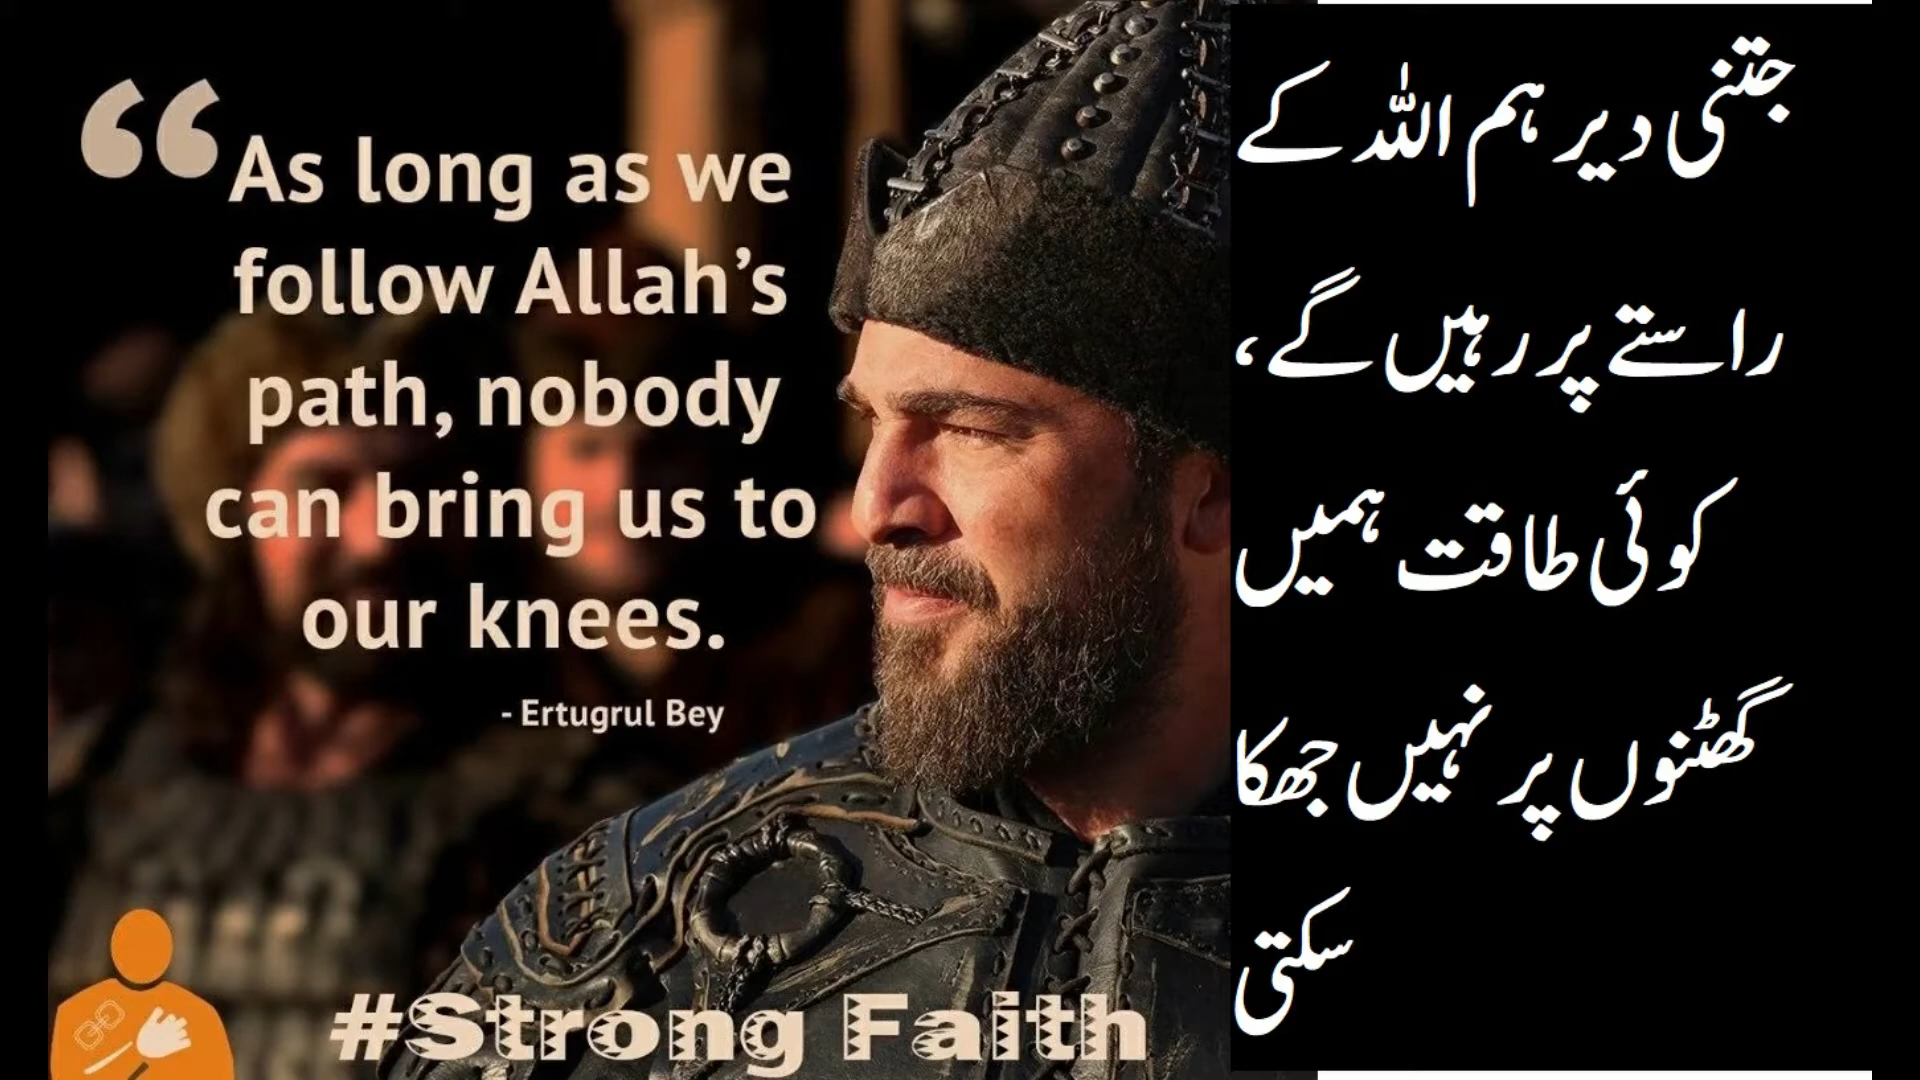 “As long as we
follow Allah’s
path, nobody
can bring us to
our knees.
- Ertugrul Bey
#Strong Faith
جتنی دیر ہم اللہ کے
راستے پر رہیں گے،
کوئی طاقت ہمیں
گھٹنوں پر نہیں جھکا
سکتی